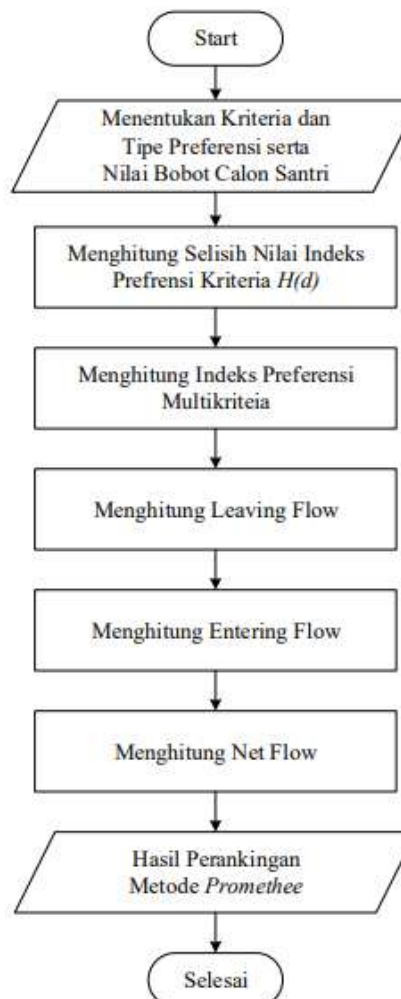 Start
Menentukan Kriteria dan
Tipe Preferensi serta
Nilai Bobot Calon Santri
Menghitung Selisih Nilai Indeks
Prefrensi Kriteria H(d)
Menghitung Indeks Preferensi
Multikriteia
Menghitung Leaving Flow
Menghitung Entering Flow
Menghitung Net Flow
Hasil Perankingan
Metode Promethee
Selesai